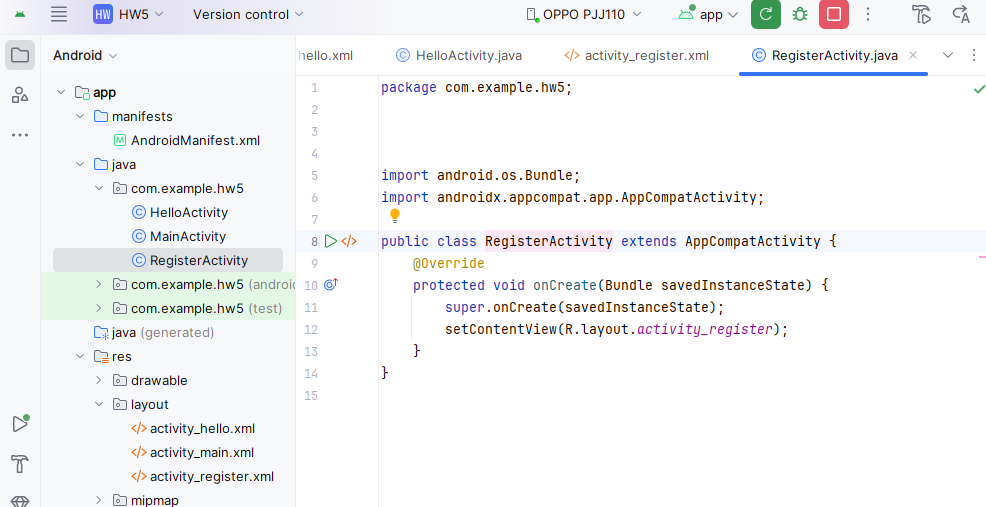 HW HW5 Version control OPPO PJJ110 app
Android
hello.xml HelloActivity.java activity_register.xml RegisterActivity.java
app
manifests
AndroidManifest.xml
java
com.example.hw5
HelloActivity
MainActivity
RegisterActivity
com.example.hw5 (androi
com.example.hw5 (test)
java (generated)
res
drawable
layout
activity_hello.xml
activity_main.xml
activity_register.xml
mipmap
1 package com.example.hw5;
2
3
4
5 import android.os.Bundle;
6 import androidx.appcompat.app.AppCompatActivity;
7
8 public class RegisterActivity extends AppCompatActivity {
9 @Override
10 protected void onCreate(Bundle savedInstanceState) {
11 super.onCreate(savedInstanceState);
12 setContentView(R.layout.activity_register);
13 }
14 }
15